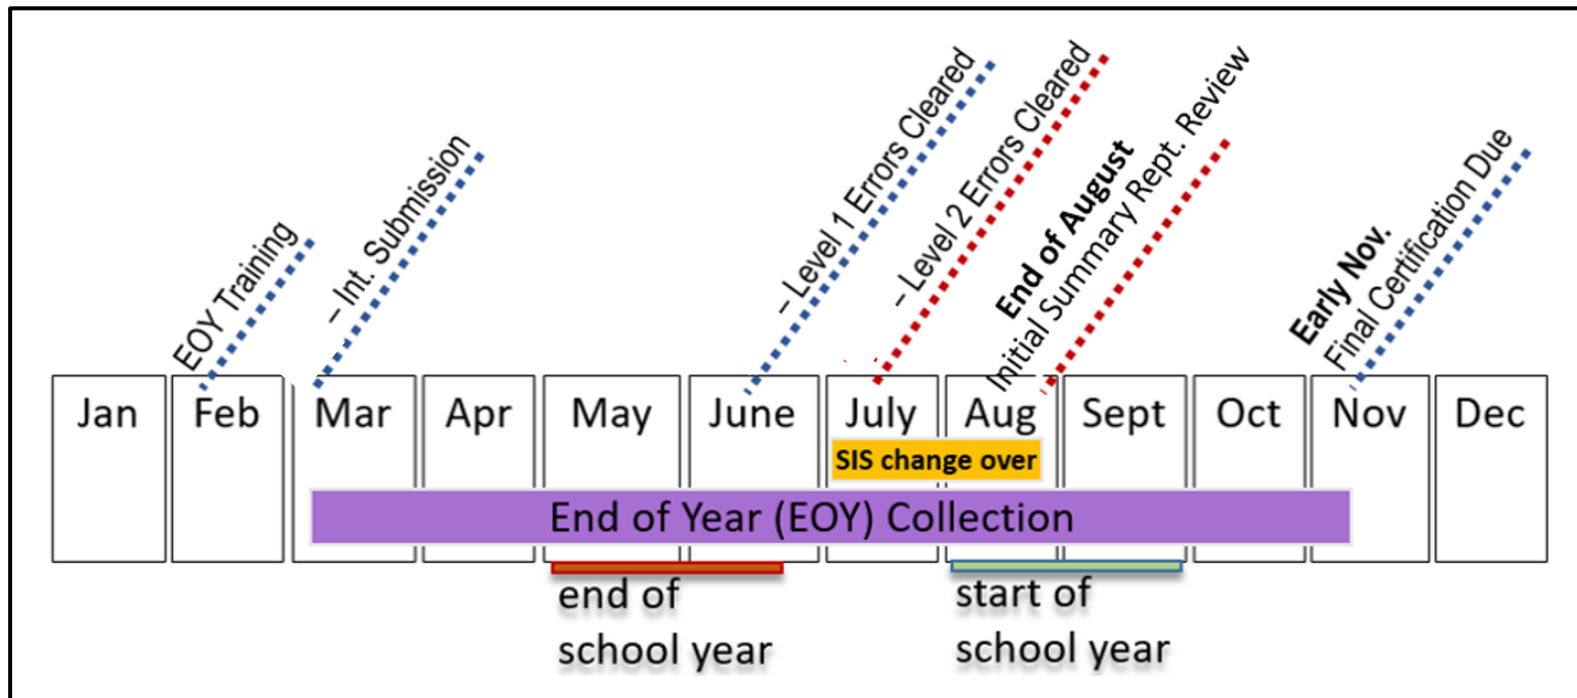 EOY Training
– Int. Submission
– Level 1 Errors Cleared
– Level 2 Errors Cleared
End of August
Initial Summary Rept. Review
Early Nov.
Final Certification Due
Jan Feb Mar Apr May June July Aug Sept Oct Nov Dec
SIS change over
End of Year (EOY) Collection
end of
school year
start of
school year